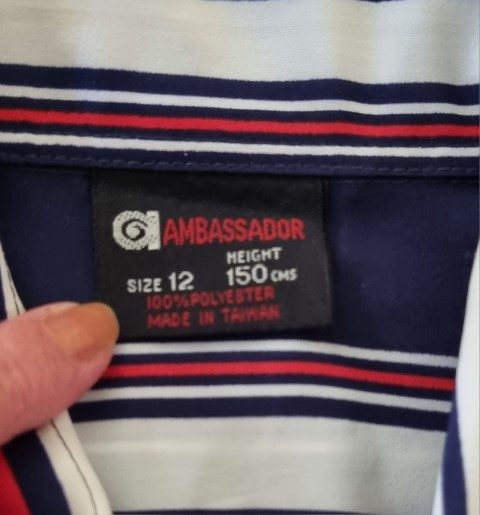 a AMBASSADOR
HEIGHT
SIZE 12 150 CMS
100% POLYESTER
MADE IN TAIWAN